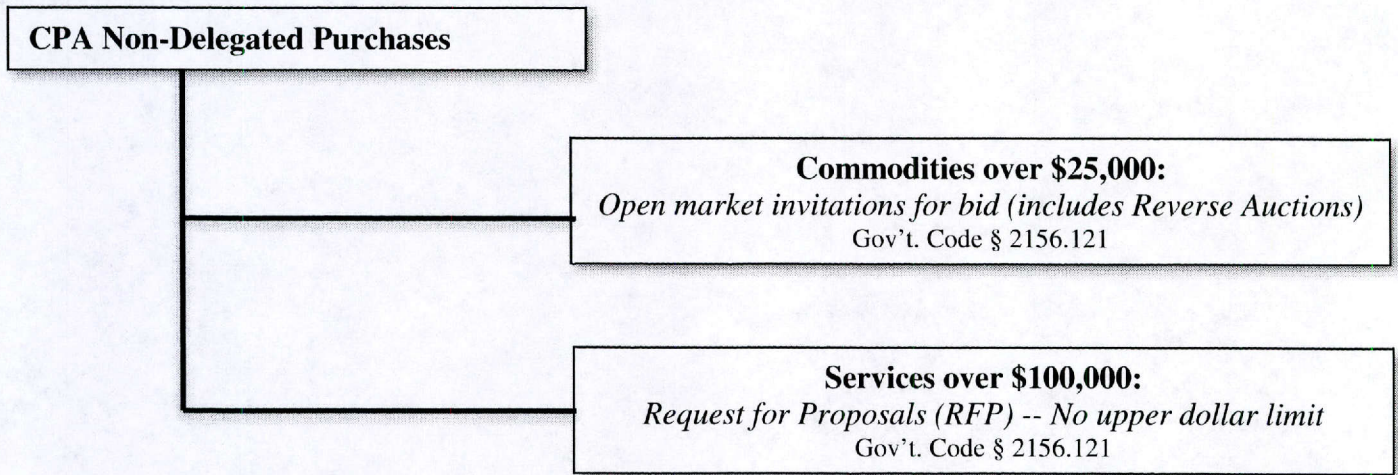 CPA Non-Delegated Purchases
Commodities over $25,000:
Open market invitations for bid (includes Reverse Auctions)
Gov't. Code § 2156.121
Services over $100,000:
Request for Proposals (RFP) -- No upper dollar limit
Gov't. Code § 2156.121